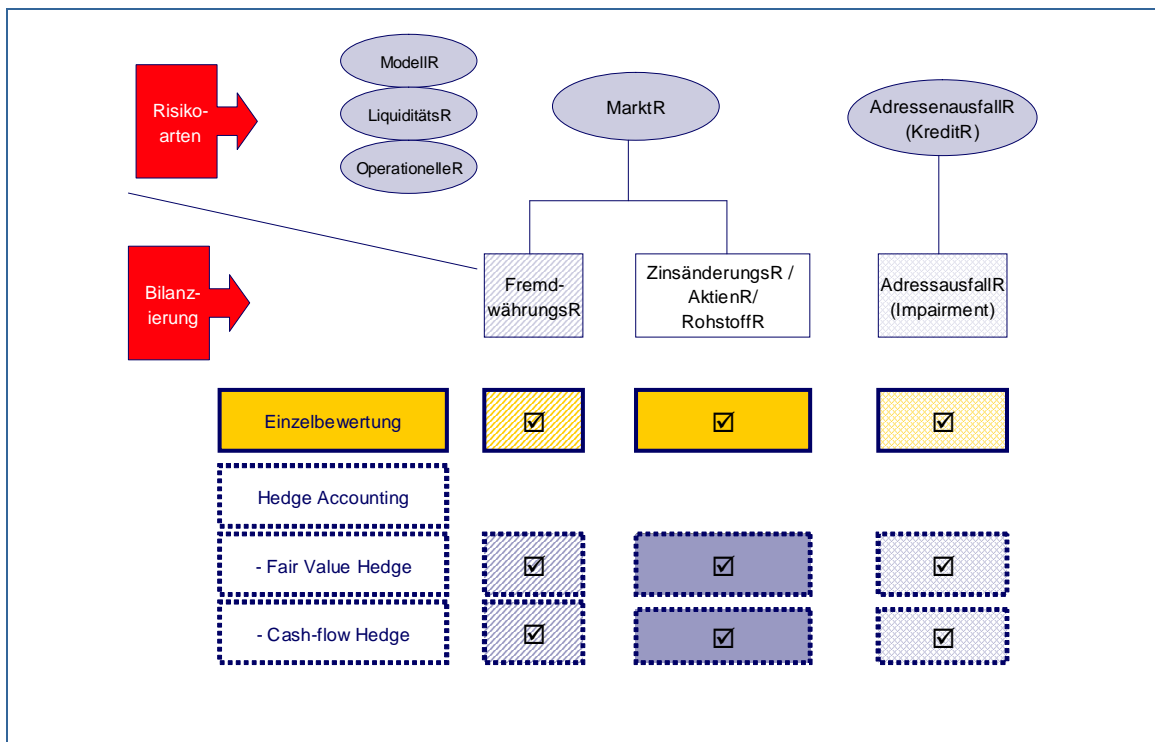 Risiko-
arten
ModellR
LiquiditätsR
OperationelleR
MarktR
AdressenausfallR
(KreditR)
Bilanz-
ierung
Fremd-
währungsR
ZinsänderungsR /
AktienR/
RohstoffR
AdressausfallR
(Impairment)
Einzelbewertung
☑ ☑ ☑
Hedge Accounting
- Fair Value Hedge
☑ ☑ ☑
- Cash-flow Hedge
☑ ☑ ☑